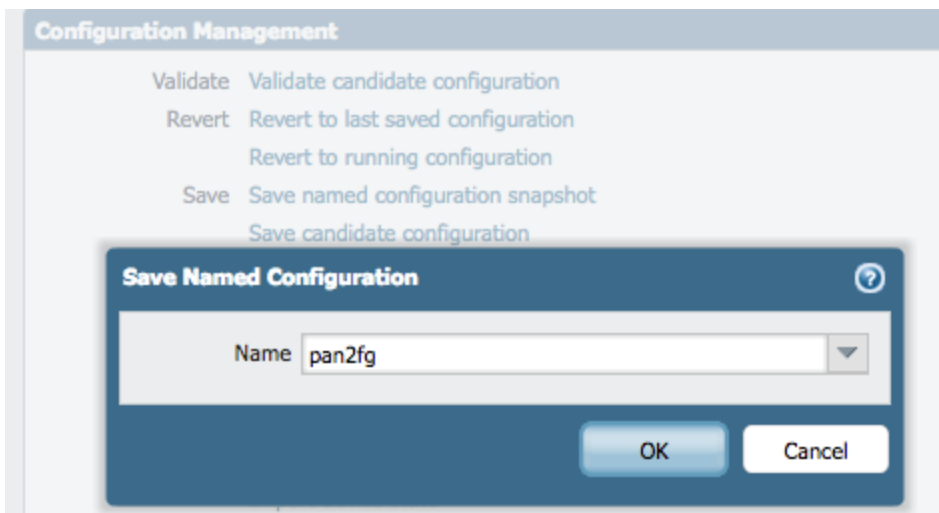 Configuration Management
Validate Validate candidate configuration
Revert Revert to last saved configuration
Revert to running configuration
Save Save named configuration snapshot
Save candidate configuration
Save Named Configuration
Name pan2fg
OK Cancel